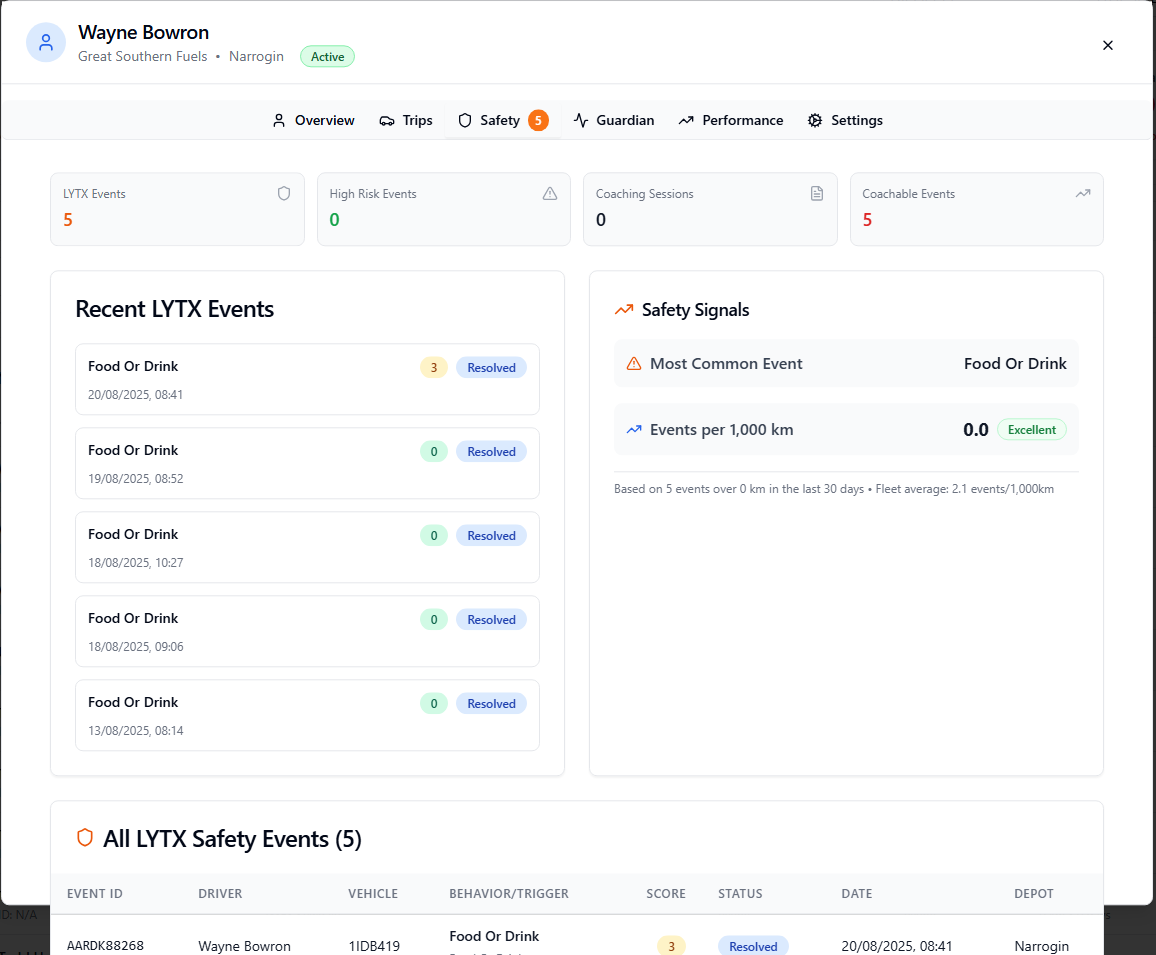 Wayne Bowron
Great Southern Fuels • Narrogin Active
Overview Trips Safety 5 Guardian Performance Settings
LYTX Events
5
High Risk Events
0
Coaching Sessions
0
Coachable Events
5
Recent LYTX Events
Food Or Drink 3 Resolved
20/08/2025, 08:41
Food Or Drink 0 Resolved
19/08/2025, 08:52
Food Or Drink 0 Resolved
18/08/2025, 10:27
Food Or Drink 0 Resolved
18/08/2025, 09:06
Food Or Drink 0 Resolved
13/08/2025, 08:14
Safety Signals
Most Common Event Food Or Drink
Events per 1,000 km 0.0 Excellent
Based on 5 events over 0 km in the last 30 days • Fleet average: 2.1 events/1,000km
All LYTX Safety Events (5)
EVENT ID DRIVER VEHICLE BEHAVIOR/TRIGGER SCORE STATUS DATE DEPOT
D: N/A
AARDK88268 Wayne Bowron 1IDB419 Food Or Drink 3 Resolved 20/08/2025, 08:41 Narrogin